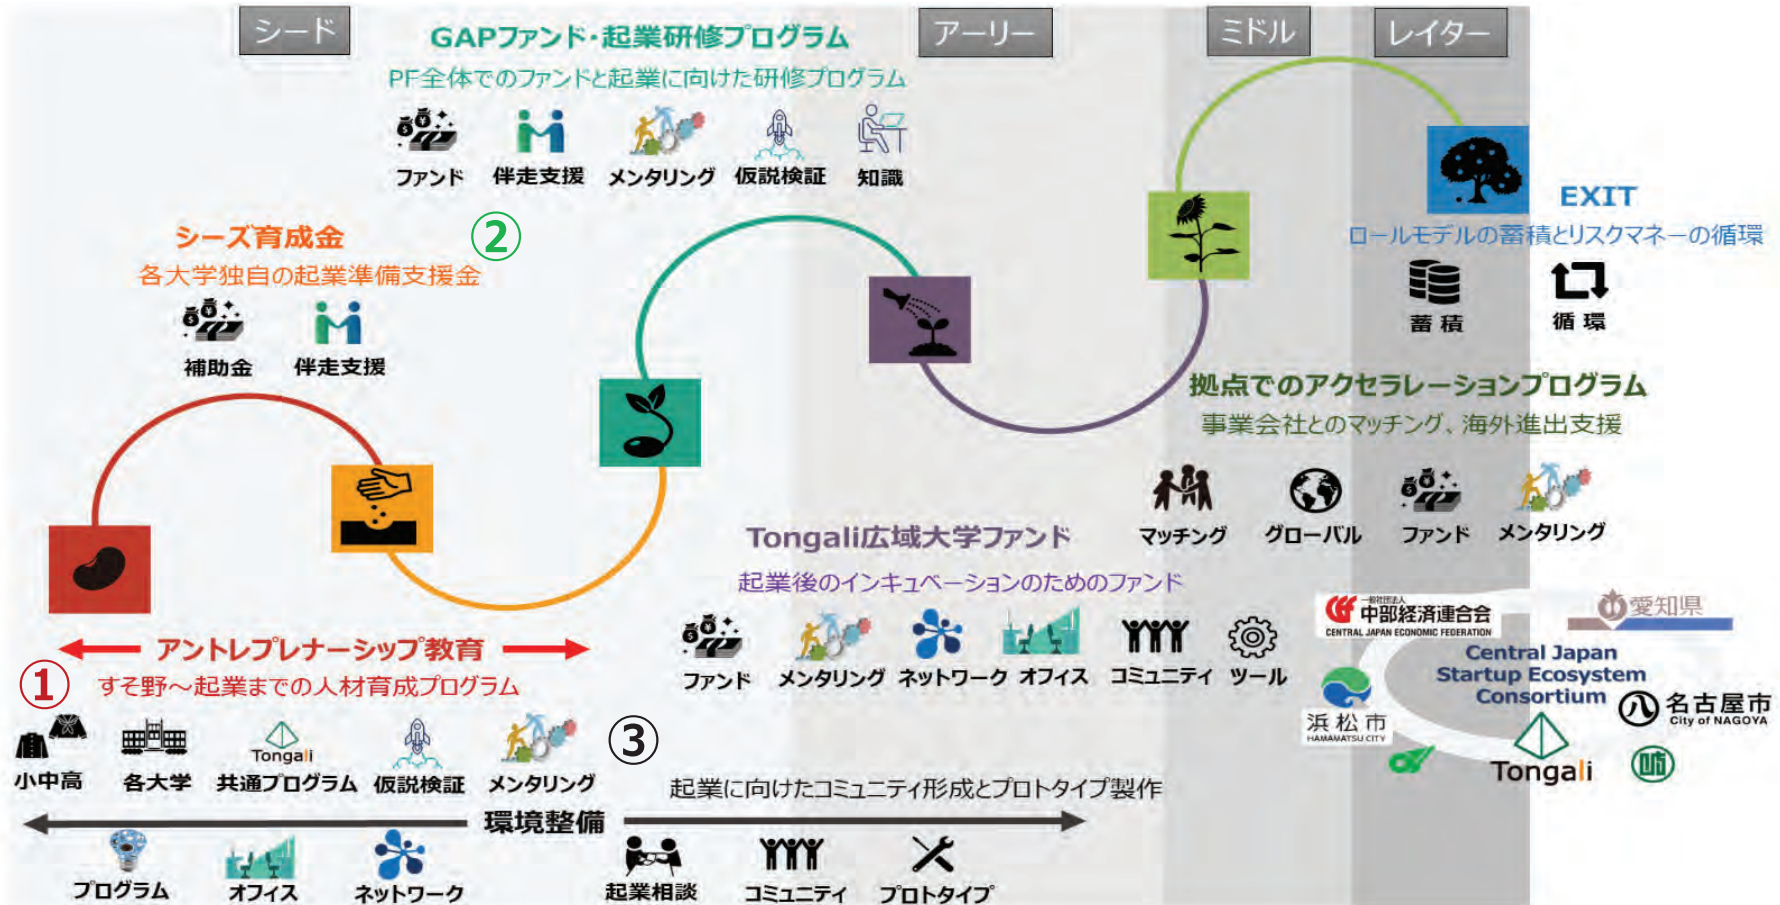 シード
アーリー
ミドル
レイター
GAPファンド・起業研修プログラム
PF全体でのファンドと起業に向けた研修プログラム
ファンド
伴走支援
メンタリング
仮説検証
知識
②
シーズ育成金
各大学独自の起業準備支援金
補助金
伴走支援
EXIT
ロールモデルの蓄積とリスクマネーの循環
蓄積
循環
拠点でのアクセラレーションプログラム
事業会社とのマッチング、海外進出支援
マッチング
グローバル
ファンド
メンタリング
Tongali広域大学ファンド
起業後のインキュベーションのためのファンド
ファンド
メンタリング
ネットワーク
オフィス
コミュニティ
ツール
アントレプレナーシップ教育
①
すそ野～起業までの人材育成プログラム
小中高
各大学
Tongali
共通プログラム
仮説検証
メンタリング
③
起業に向けたコミュニティ形成とプロトタイプ製作
環境整備
プログラム
オフィス
ネットワーク
起業相談
コミュニティ
プロトタイプ
一般社団法人
中部経済連合会
CENTRAL JAPAN ECONOMIC FEDERATION
愛知県
Central Japan
Startup Ecosystem
Consortium
浜松市
HAMAMATSU CITY
八
名古屋市
City of NAGOYA
Tongali